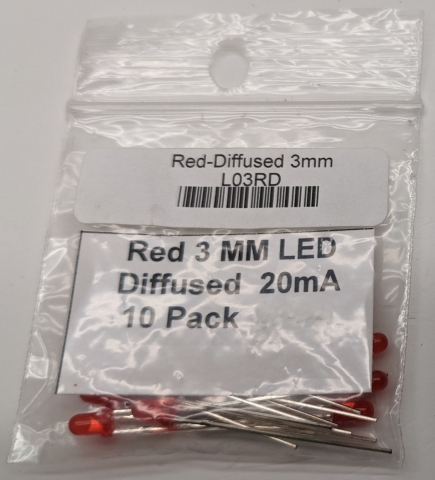 Red-Diffused 3mm
L03RD
Red 3 MM LED
Diffused 20mA
10 Pack